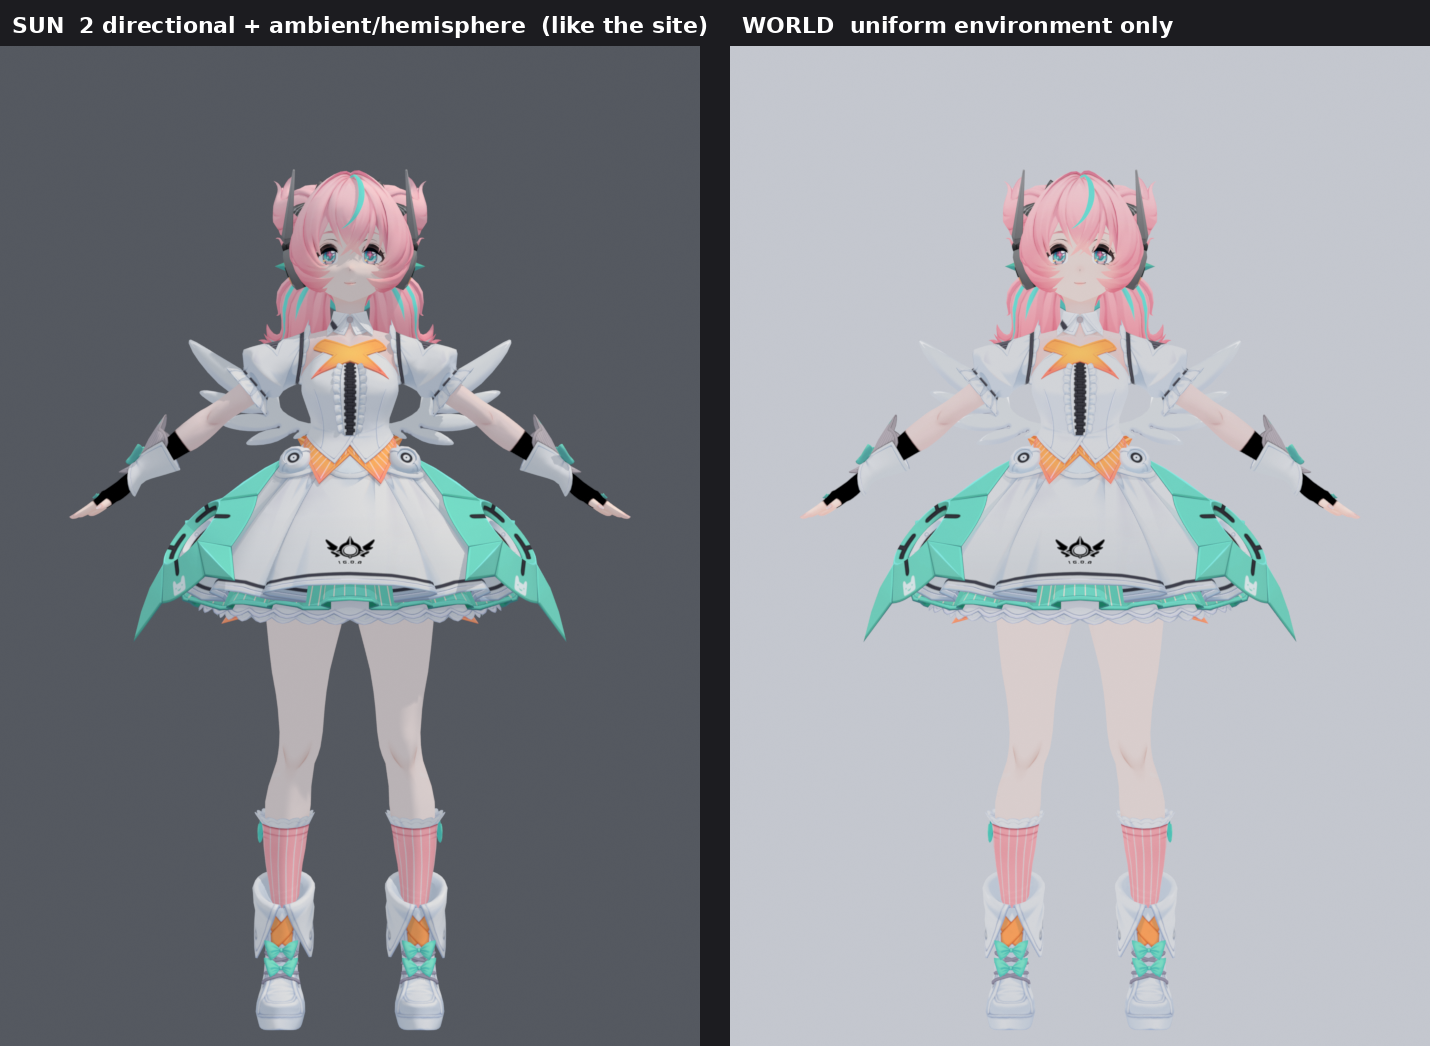 SUN  2 directional + ambient/hemisphere  (like the site)
WORLD  uniform environment only